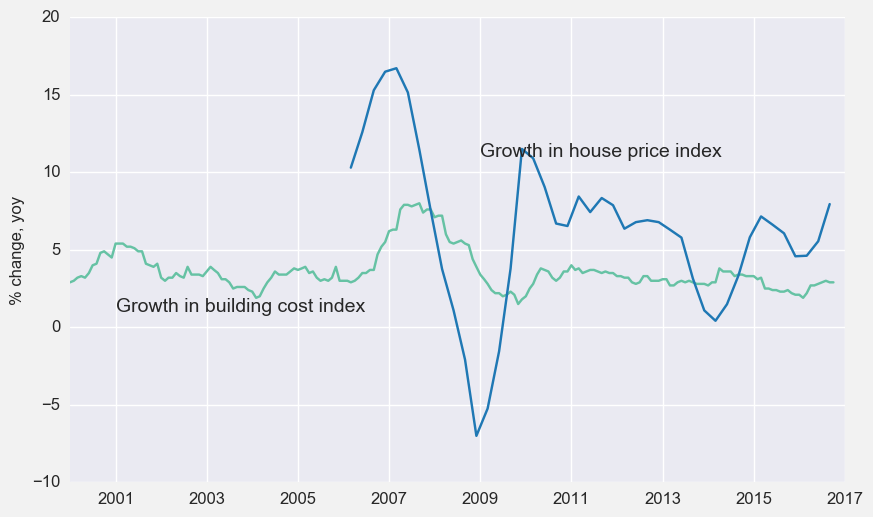 20
15
10
5
0
−5
−10
% change, yoy
Growth in house price index
Growth in building cost index
2001 2003 2005 2007 2009 2011 2013 2015 2017